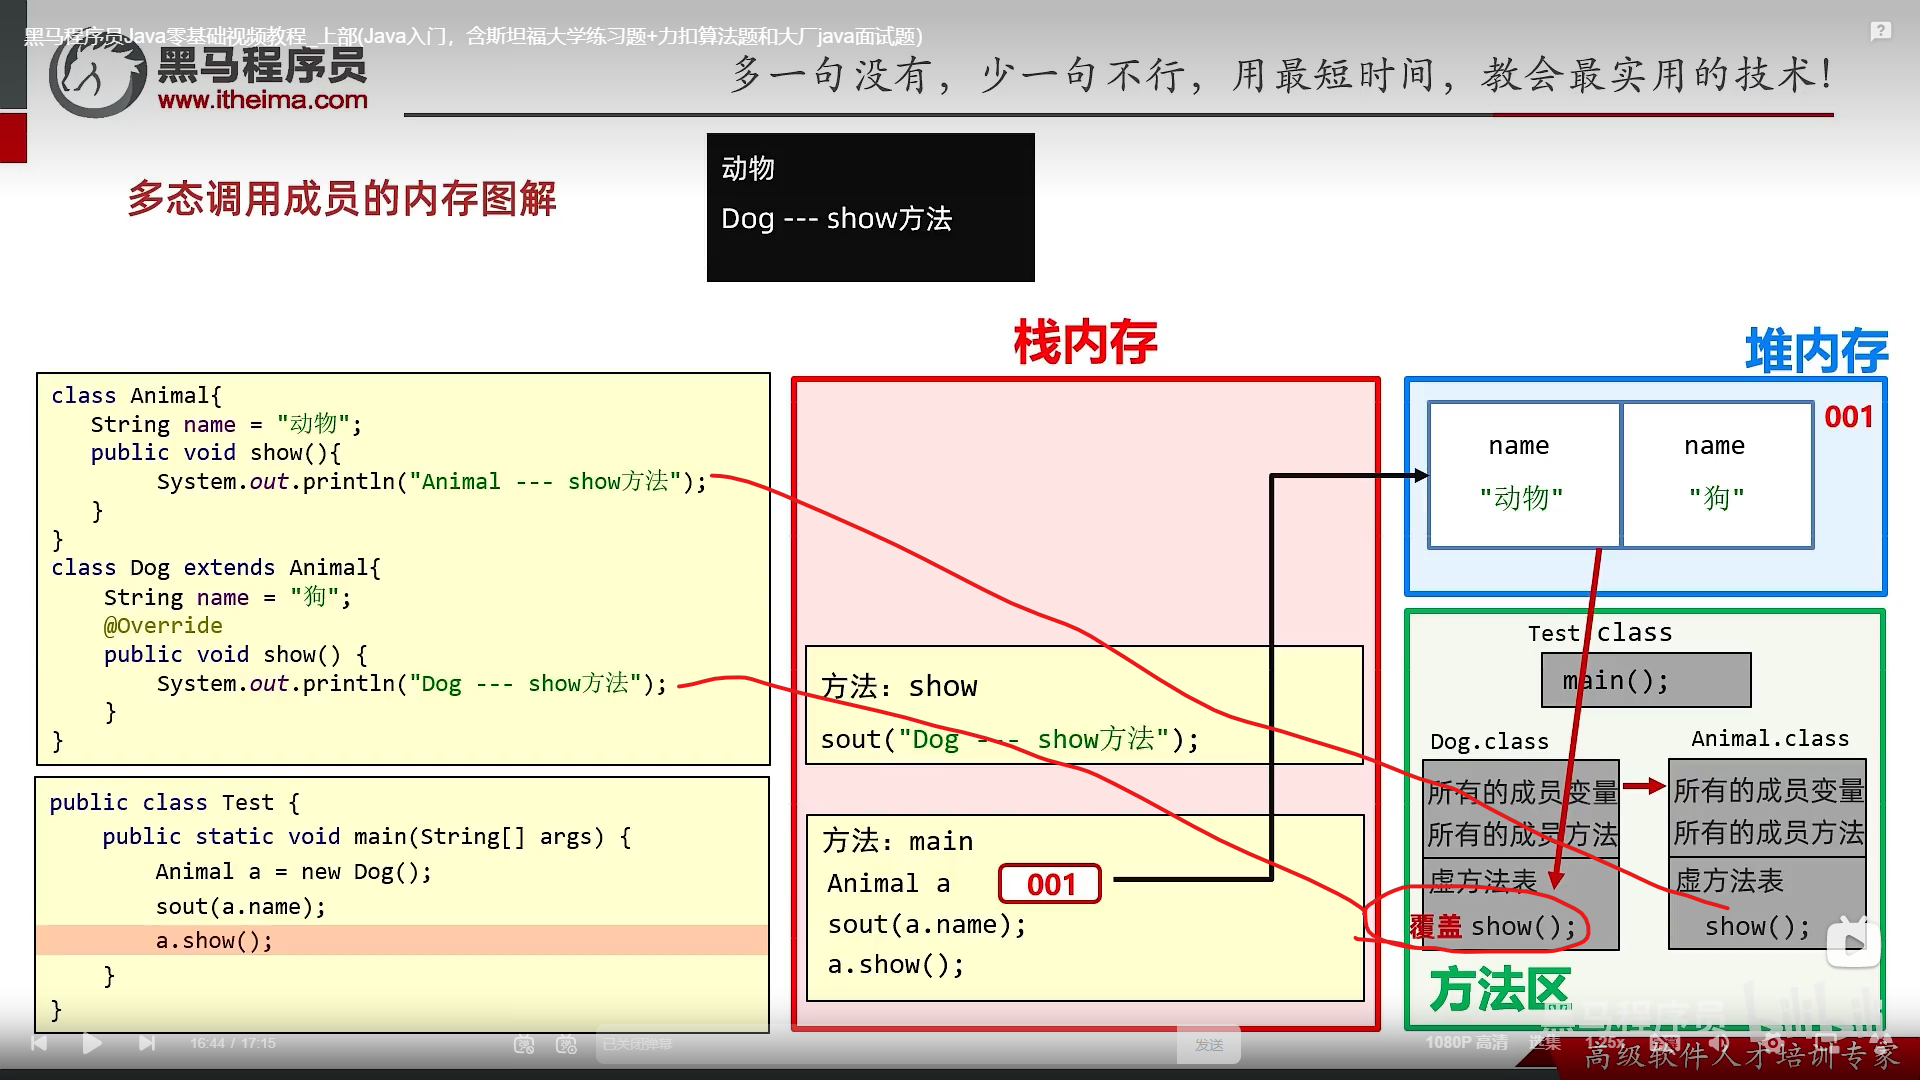 黑马程序员Java零基础视频教程_上部(Java入门，含斯坦福大学练习题+力扣算法题和大厂java面试题)
黑马程序员
www.itheima.com
多一句没有，少一句不行，用最短时间，教会最实用的技术！
多态调用成员的内存图解
动物
Dog --- show方法
class Animal{
String name = "动物";
public void show(){
System.out.println("Animal --- show方法");
}
}
class Dog extends Animal{
String name = "狗";
@Override
public void show() {
System.out.println("Dog --- show方法");
}
}
public class Test {
public static void main(String[] args) {
Animal a = new Dog();
sout(a.name);
a.show();
}
}
栈内存
方法：show
sout("Dog --- show方法");
方法：main
Animal a 001
sout(a.name);
a.show();
堆内存
001
name
"动物"
name
"狗"
Test.class
main();
Dog.class
所有的成员变量
所有的成员方法
虚方法表
覆盖 show();
Animal.class
所有的成员变量
所有的成员方法
虚方法表
show();
方法区
黑马程序员
bilibili
16:44 / 17:15
已关闭弹幕
发送
1080P 高清
选集
1.25x
高级软件人才培训专家